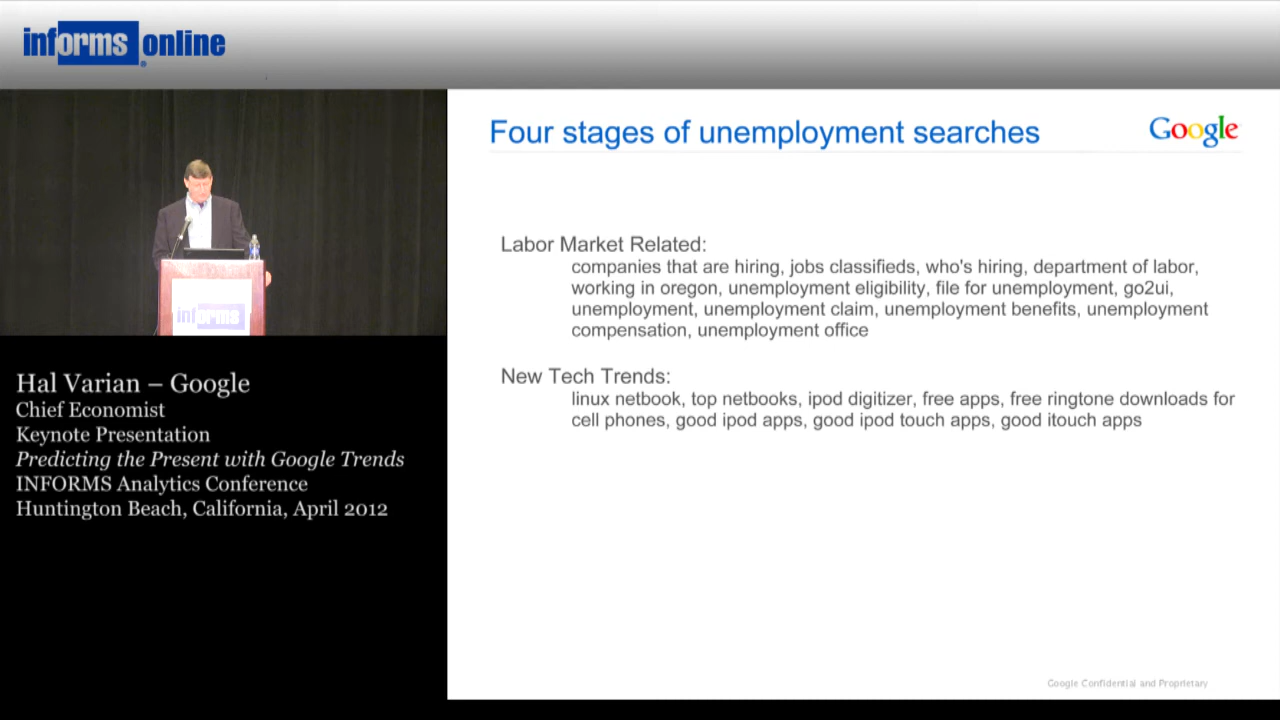 informs online
Four stages of unemployment searches
Google
Labor Market Related:
companies that are hiring, jobs classifieds, who's hiring, department of labor,
working in oregon, unemployment eligibility, file for unemployment, go2ui,
unemployment, unemployment claim, unemployment benefits, unemployment
compensation, unemployment office
New Tech Trends:
linux netbook, top netbooks, ipod digitizer, free apps, free ringtone downloads for
cell phones, good ipod apps, good ipod touch apps, good itouch apps
informs
Hal Varian – Google
Chief Economist
Keynote Presentation
Predicting the Present with Google Trends
INFORMS Analytics Conference
Huntington Beach, California, April 2012
Google Confidential and Proprietary